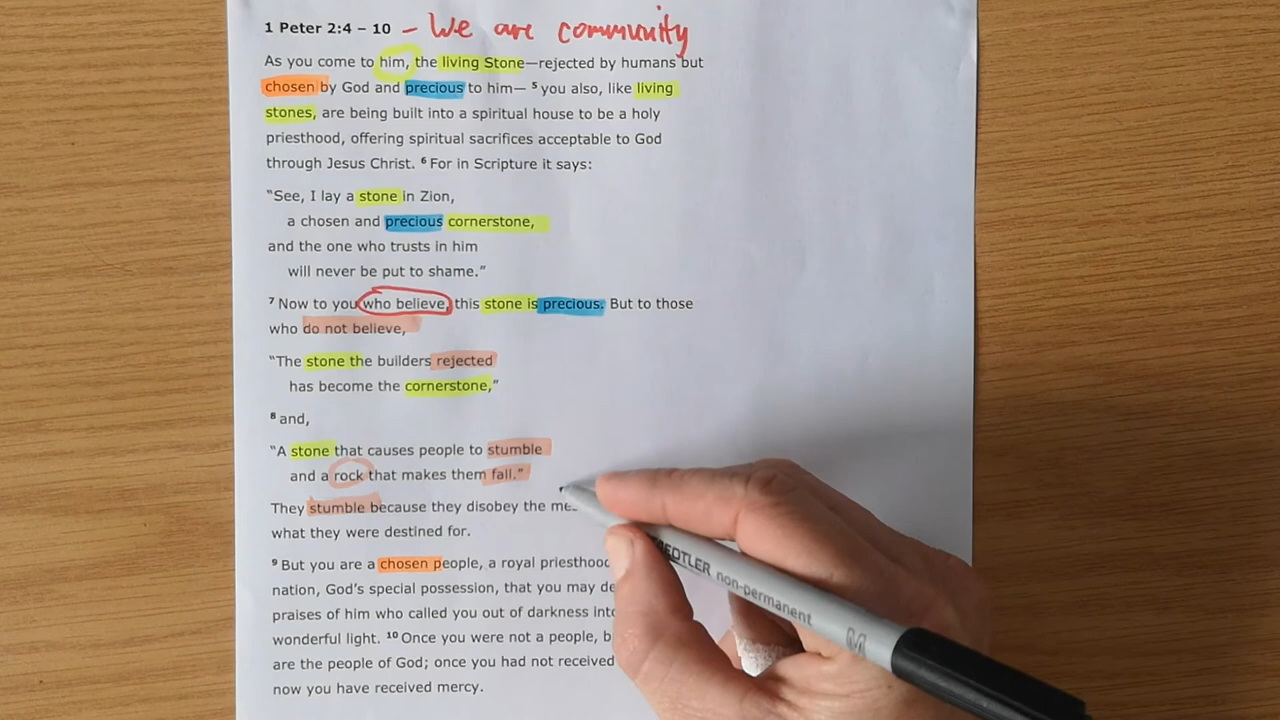 1 Peter 2:4 – 10 – We are community
As you come to him, the living Stone—rejected by humans but
chosen by God and precious to him— ⁵ you also, like living
stones, are being built into a spiritual house to be a holy
priesthood, offering spiritual sacrifices acceptable to God
through Jesus Christ. ⁶ For in Scripture it says:
"See, I lay a stone in Zion,
a chosen and precious cornerstone,
and the one who trusts in him
will never be put to shame."
⁷ Now to you who believe, this stone is precious. But to those
who do not believe,
"The stone the builders rejected
has become the cornerstone,"
⁸ and,
"A stone that causes people to stumble
and a rock that makes them fall."
They stumble because they disobey the
what they were destined for.
⁹ But you are a chosen people, a royal priesthood
nation, God's special possession, that you may
praises of him who called you out of darkness
wonderful light. ¹⁰ Once you were not a people,
are the people of God; once you had not received
now you have received mercy.
STAEDTLER non-permanent M